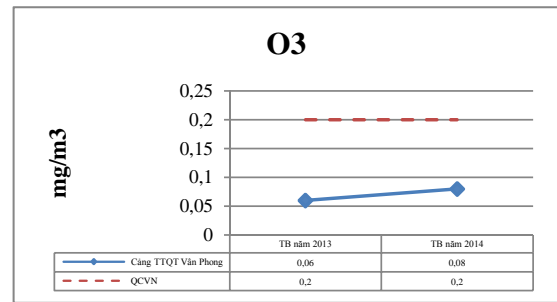 O3
mg/m3
0,25
0,2
0,15
0,1
0,05
0
TB năm 2013 TB năm 2014
Cảng TTQT Vân Phong 0,06 0,08
QCVN 0,2 0,2